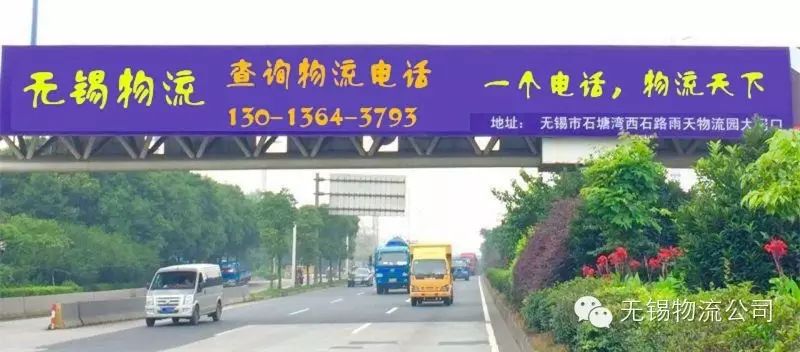 无锡物流
查询物流电话
130-1364-3793
一个电话，物流天下
地址： 无锡市石塘湾西石路雨天物流园大门口
无锡物流公司